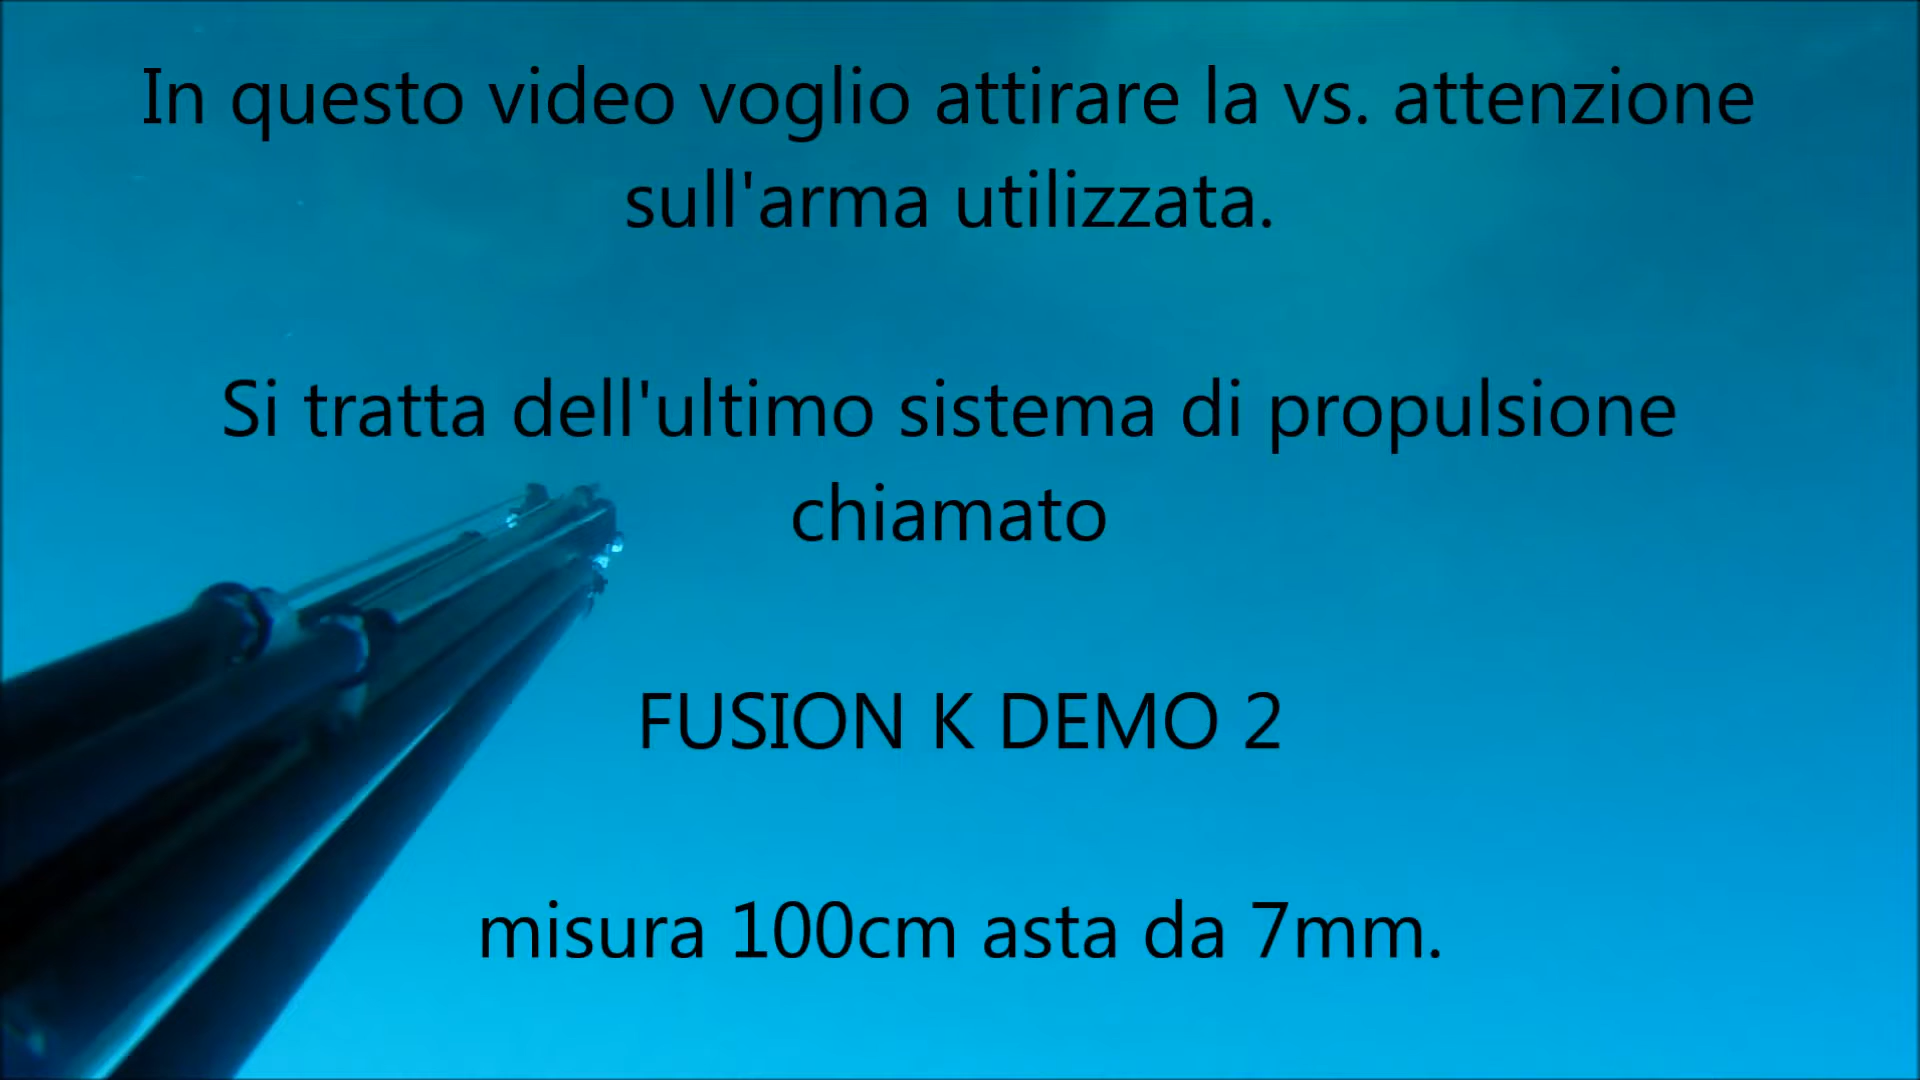 In questo video voglio attirare la vs. attenzione
sull'arma utilizzata.
Si tratta dell'ultimo sistema di propulsione
chiamato
FUSION K DEMO 2
misura 100cm asta da 7mm.